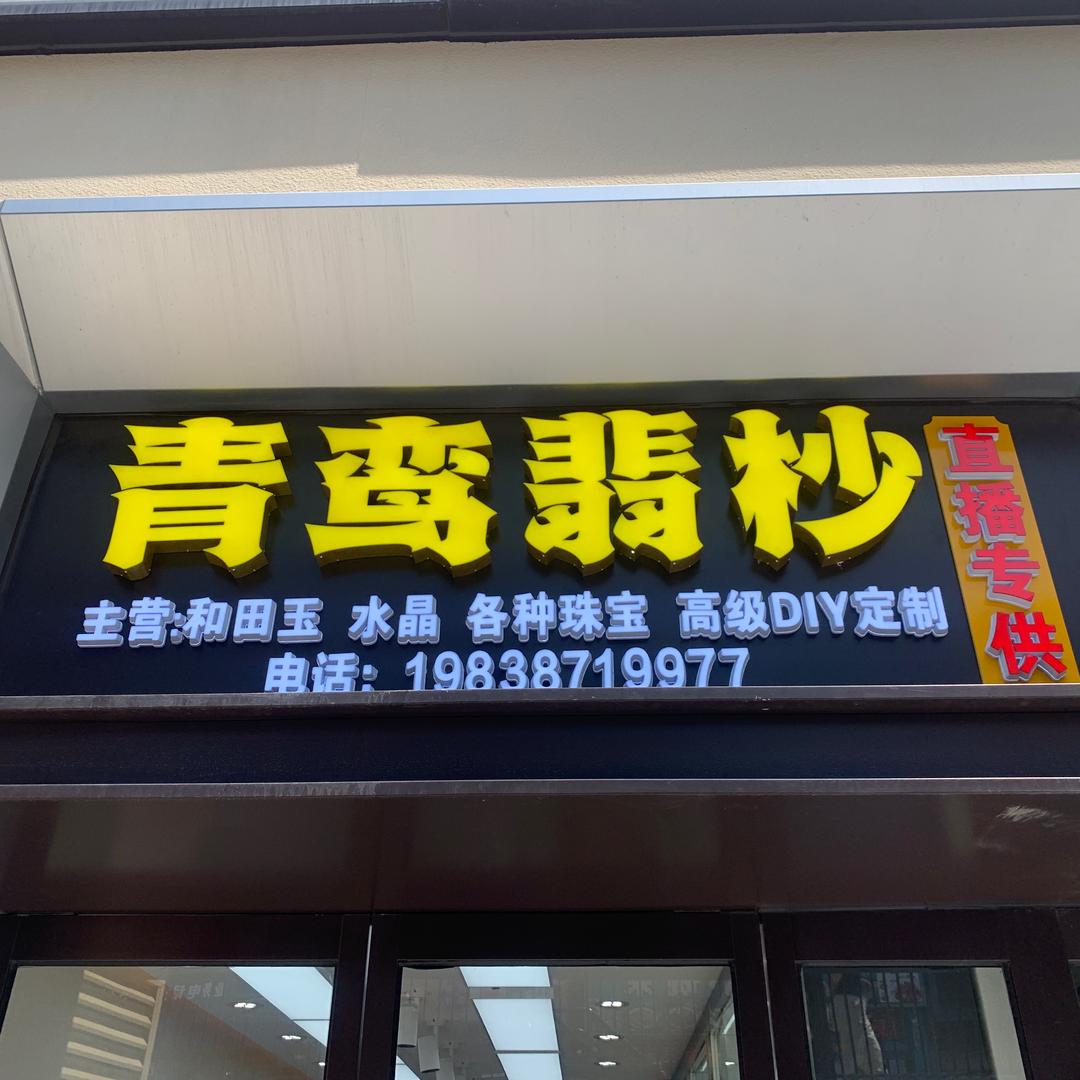 青鸾翡杪
主营:和田玉 水晶 各种珠宝 高级DIY定制
电话：19838719977
直播专供